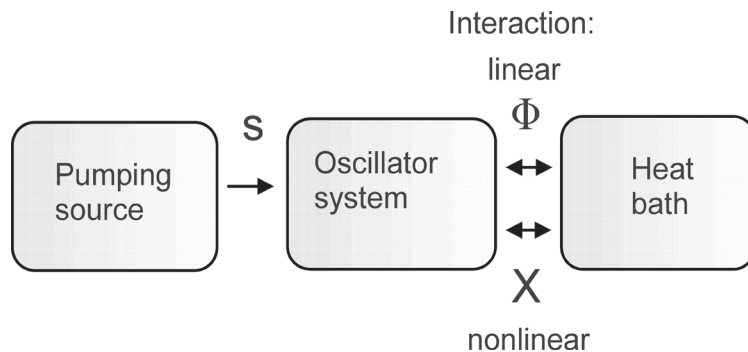 Interaction:
linear
Φ
S
Pumping
source
Oscillator
system
Heat
bath
X
nonlinear